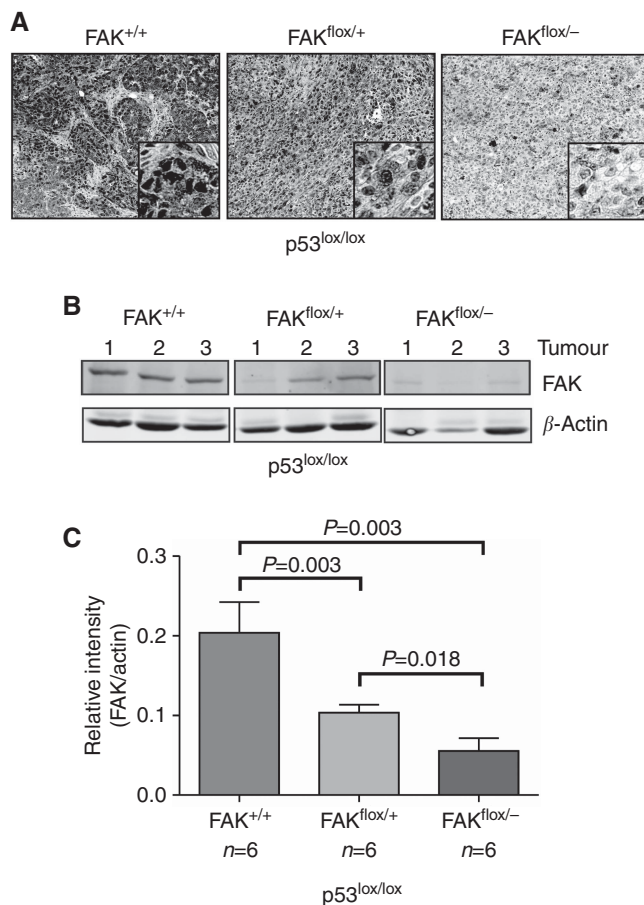 A
FAK+/+ FAKflox/+ FAKflox/–
p53lox/lox
B
FAK+/+ FAKflox/+ FAKflox/–
1 2 3 1 2 3 1 2 3 Tumour
FAK
β-Actin
p53lox/lox
C
P=0.003
0.3
P=0.003
0.2
P=0.018
0.1
0.0
Relative intensity
(FAK/actin)
FAK+/+ FAKflox/+ FAKflox/–
n=6 n=6 n=6
p53lox/lox